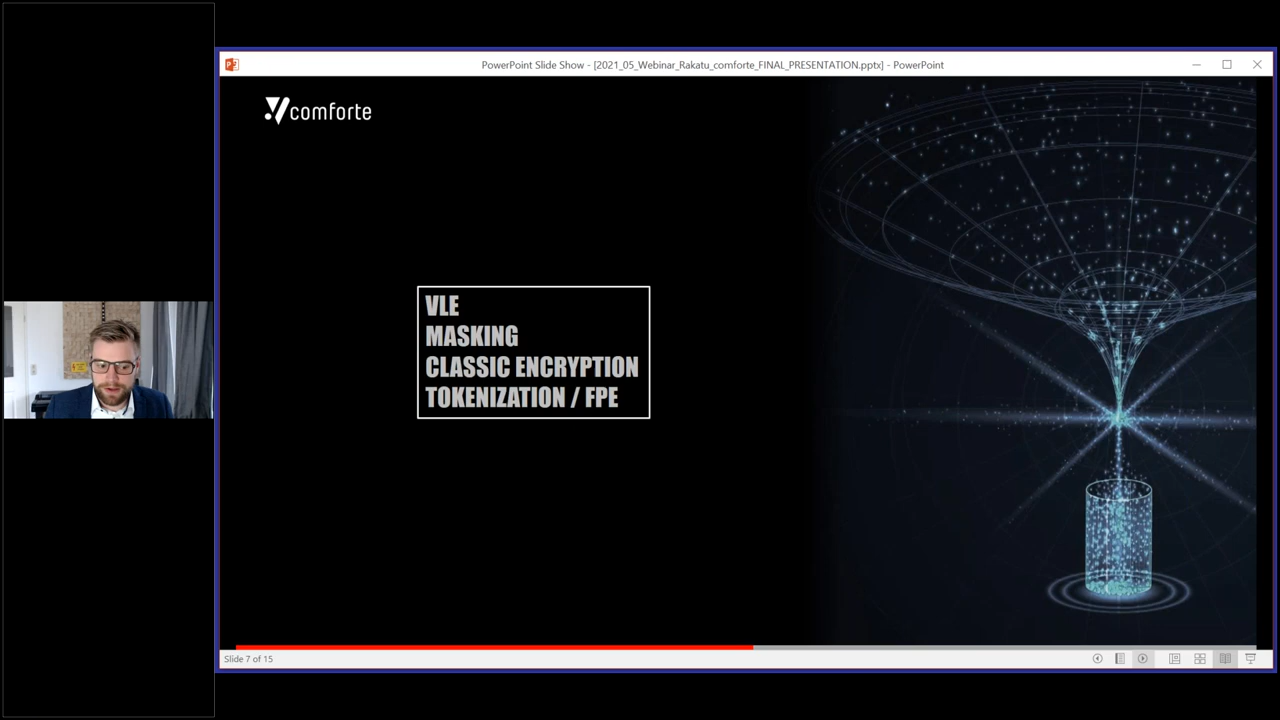 PowerPoint Slide Show - [2021_05_Webinar_Rakatu_comforte_FINAL_PRESENTATION.pptx] - PowerPoint
comforte
VLE
MASKING
CLASSIC ENCRYPTION
TOKENIZATION / FPE
Slide 7 of 15